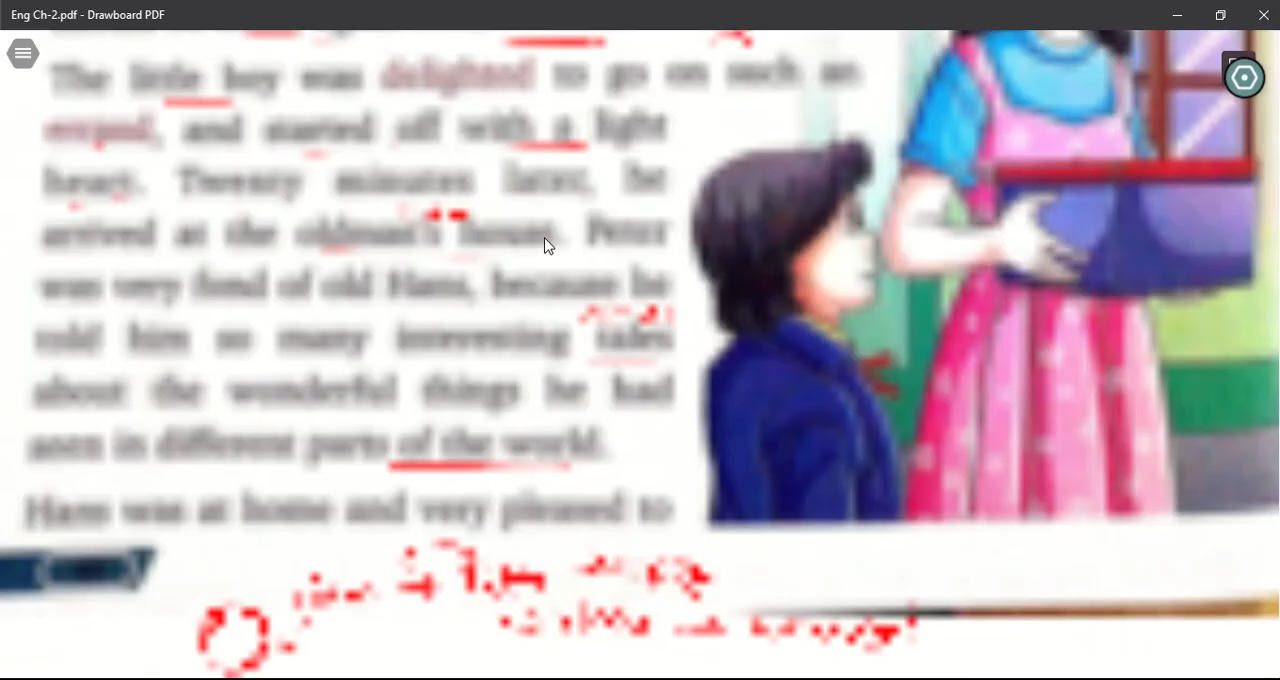 Eng Ch-2.pdf - Drawboard PDF
The little boy was delighted to go on such an
errand, and started off with a light
heart. Twenty minutes later, he
arrived at the oldman's house. Peter
was very fond of old Hans, because he
told him so many interesting tales
about the wonderful things he had
seen in different parts of the world.
Hans was at home and very pleased to